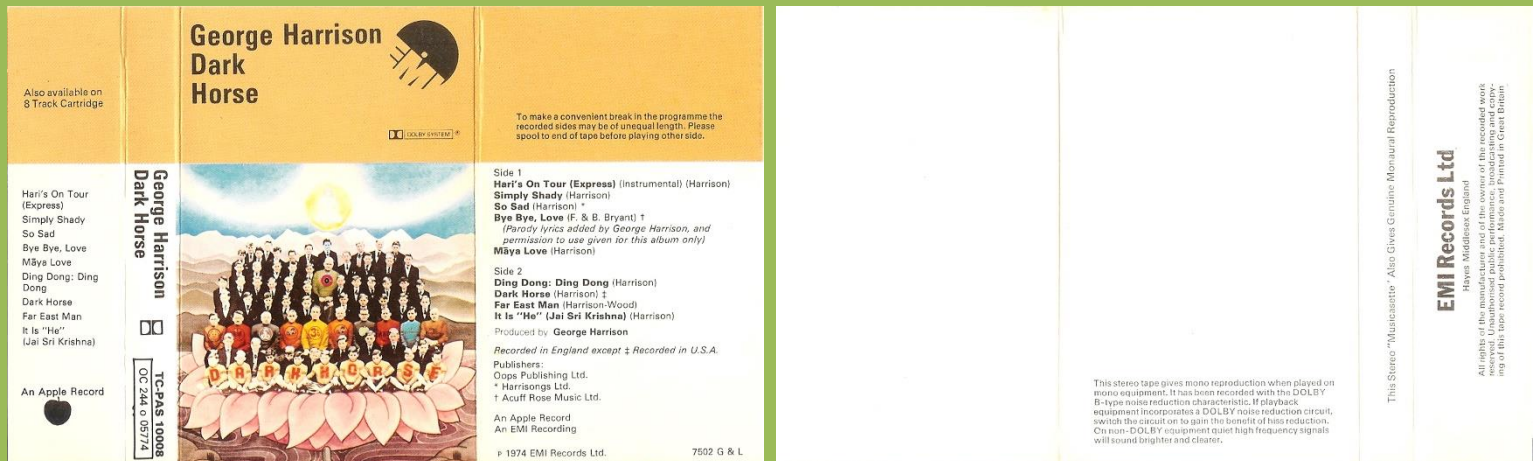 Also available on
8 Track Cartridge
Hari's On Tour
(Express)
Simply Shady
So Sad
Bye Bye, Love
Māya Love
Ding Dong: Ding
Dong
Dark Horse
Far East Man
It Is "He"
(Jai Sri Krishna)
An Apple Record
George Harrison
Dark Horse
TC-PAS 10008
OC 244 o 05774
George Harrison
Dark
Horse
EMI
DOLBY SYSTEM ®
DARK HORSE
To make a convenient break in the programme the
recorded sides may be of unequal length. Please
spool to end of tape before playing other side.
Side 1
Hari's On Tour (Express) (Instrumental) (Harrison)
Simply Shady (Harrison)
So Sad (Harrison) *
Bye Bye, Love (F. & B. Bryant) †
(Parody lyrics added by George Harrison, and
permission to use given for this album only)
Māya Love (Harrison)
Side 2
Ding Dong: Ding Dong (Harrison)
Dark Horse (Harrison) ‡
Far East Man (Harrison-Wood)
It Is "He" (Jai Sri Krishna) (Harrison)
Produced by George Harrison
Recorded in England except ‡ Recorded in U.S.A.
Publishers:
Oops Publishing Ltd.
* Harrisongs Ltd.
† Acuff Rose Music Ltd.
An Apple Record
An EMI Recording
℗ 1974 EMI Records Ltd.
7502 G & L
This stereo tape gives mono reproduction when played on
mono equipment. It has been recorded with the DOLBY
B-type noise reduction characteristic. If playback
equipment incorporates a DOLBY noise reduction circuit,
switch the circuit on to gain the benefit of hiss reduction.
On non-DOLBY equipment quiet high frequency signals
will sound brighter and clearer.
This Stereo "Musicasette" Also Gives Genuine Monaural Reproduction
EMI Records Ltd
Hayes Middlesex England
All rights of the manufacturer and of the owner of the recorded work
reserved. Unauthorised public performance, broadcasting and copy-
ing of this tape record prohibited. Made and Printed in Great Britain